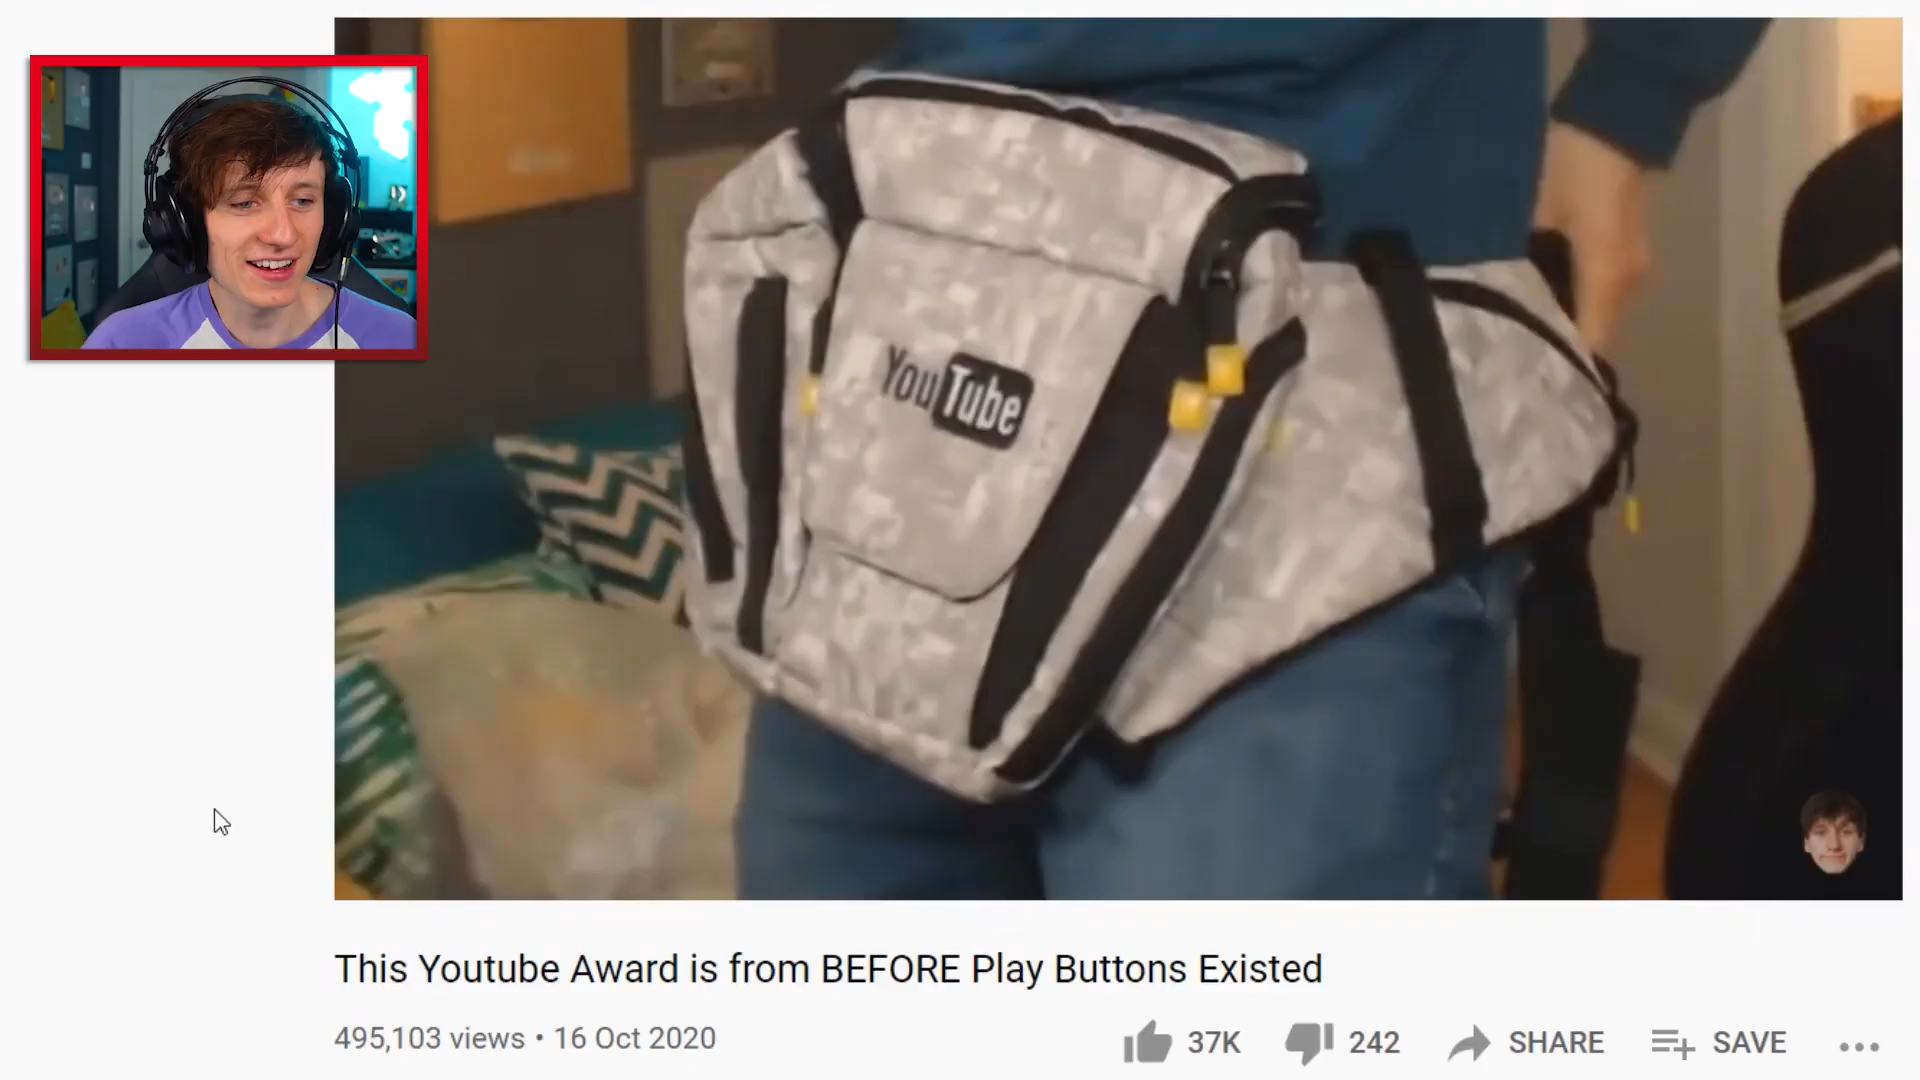 YouTube
This Youtube Award is from BEFORE Play Buttons Existed
495,103 views • 16 Oct 2020
37K 242 SHARE SAVE